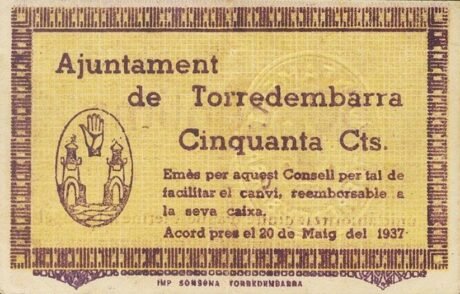 Ajuntament
de Torredembarra
Cinquanta Cts.
Emès per aquest Consell per tal de
facilitar el canvi, reemborsable a
la seva caixa.
Acord pres el 20 de Maig del 1937
IMP SONSONA TORREDEMBARRA